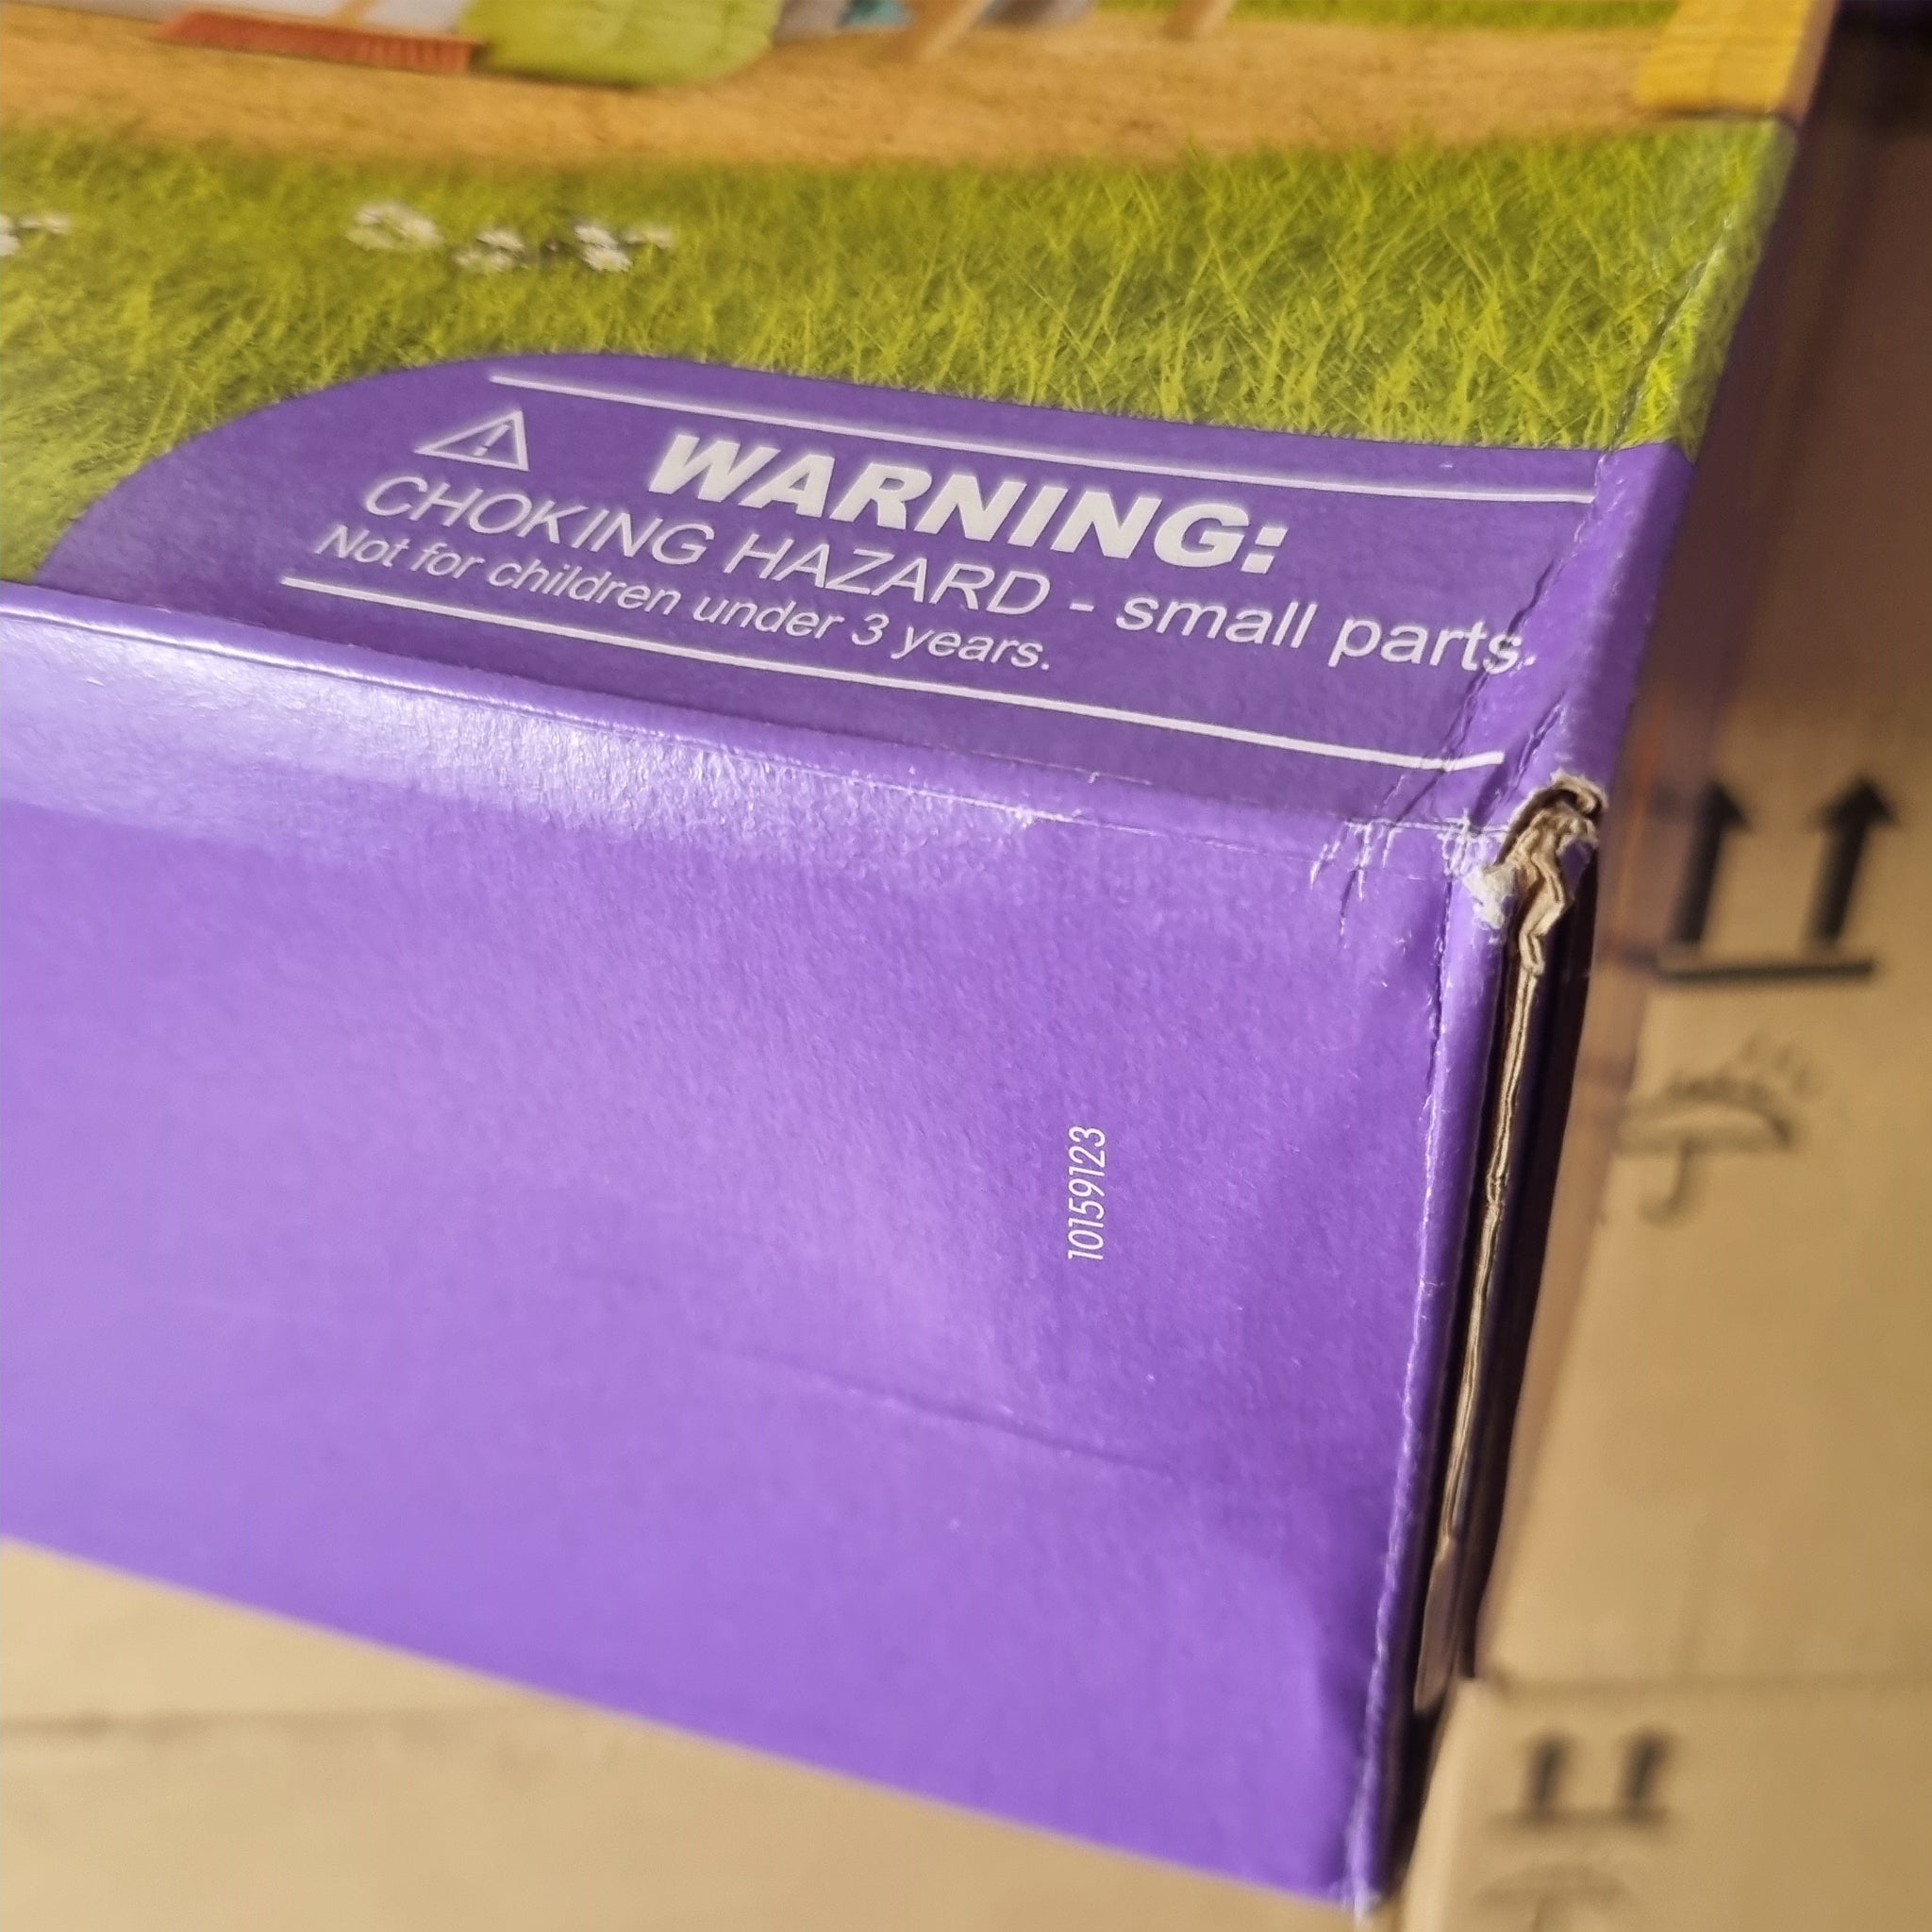 WARNING:
CHOKING HAZARD - small parts.
Not for children under 3 years.
10159123